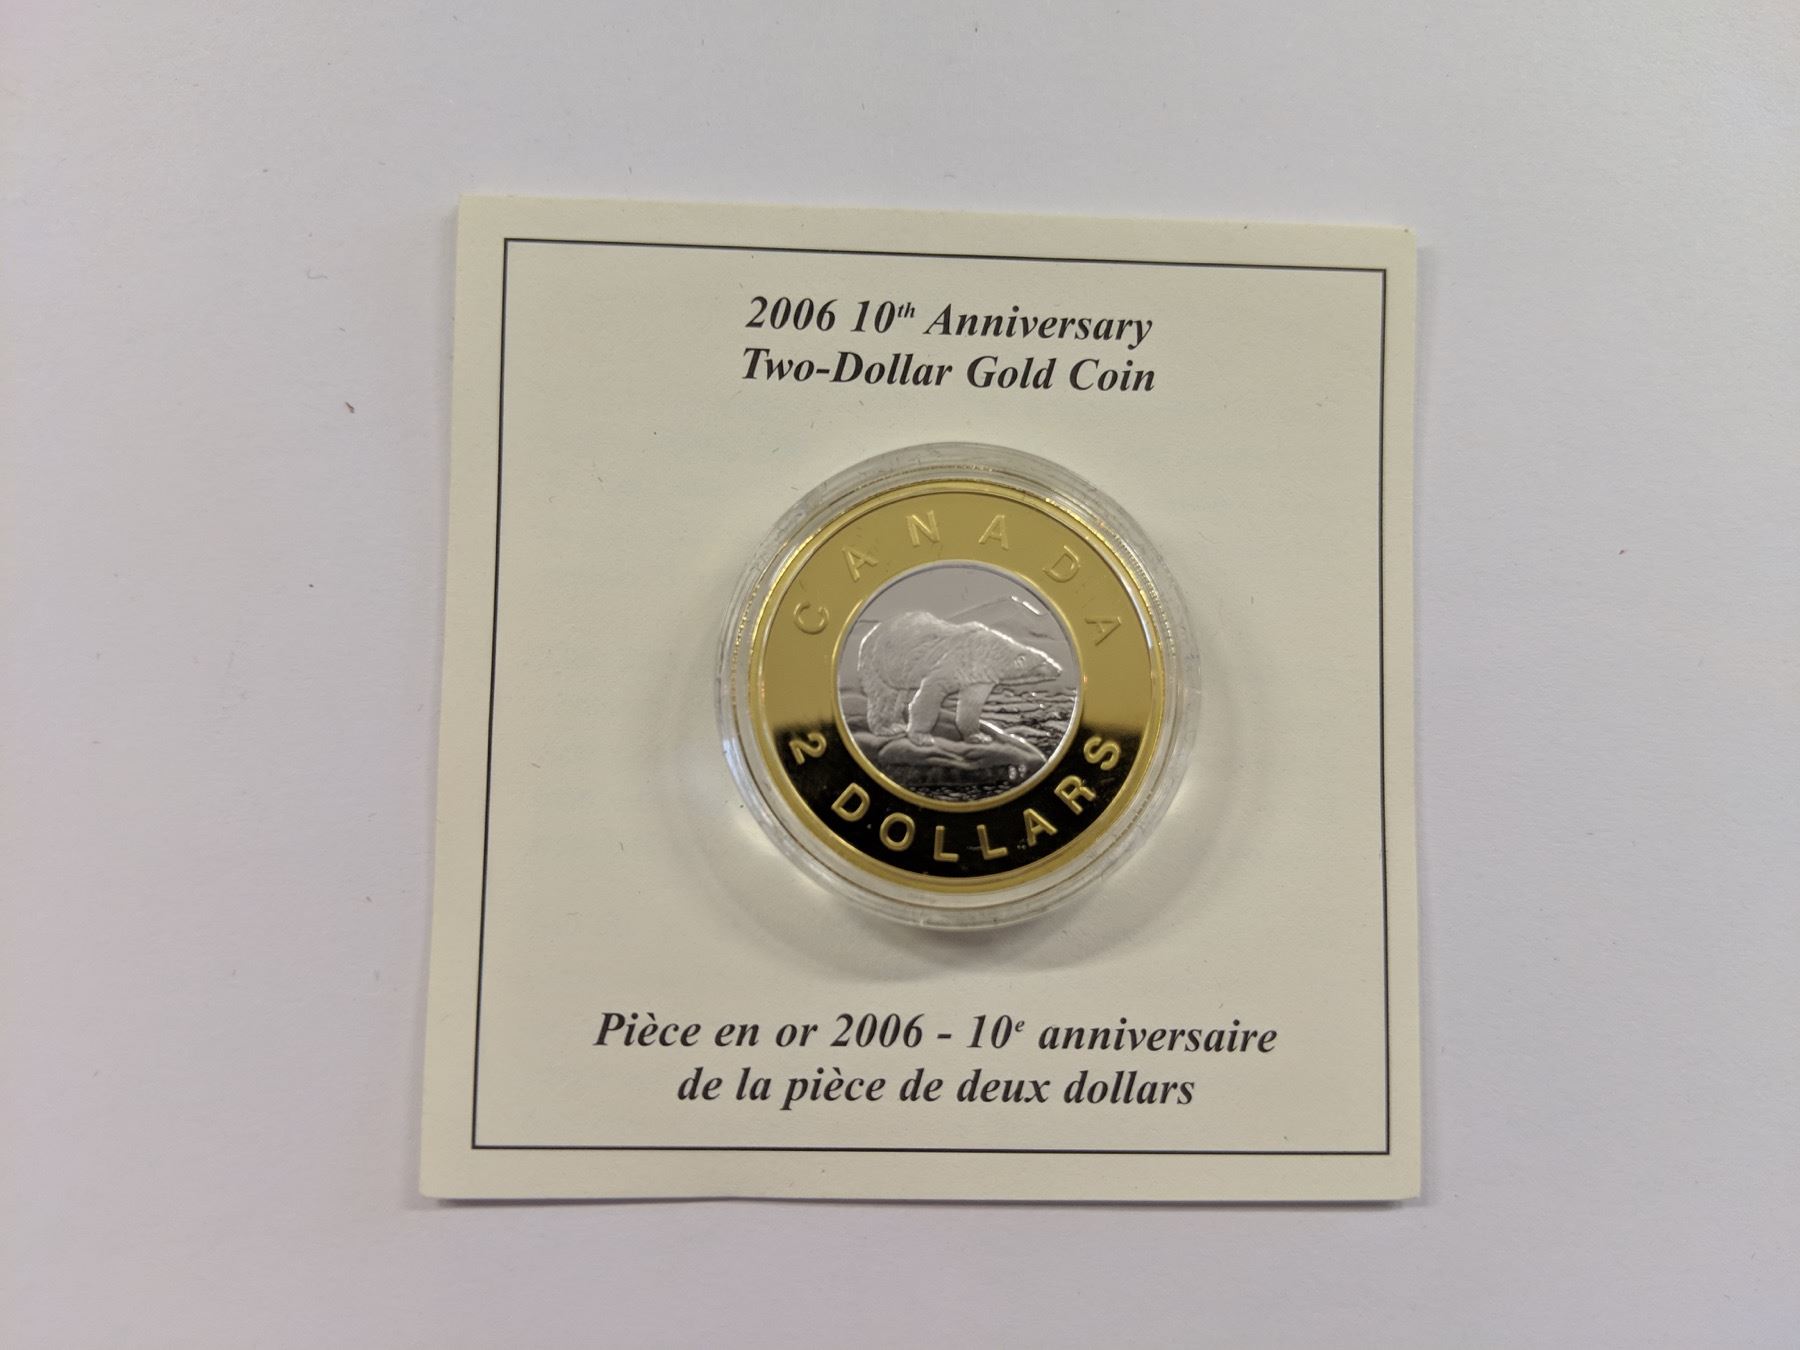 2006 10th Anniversary
Two-Dollar Gold Coin
CANADA
2 DOLLARS
Pièce en or 2006 - 10e anniversaire
de la pièce de deux dollars